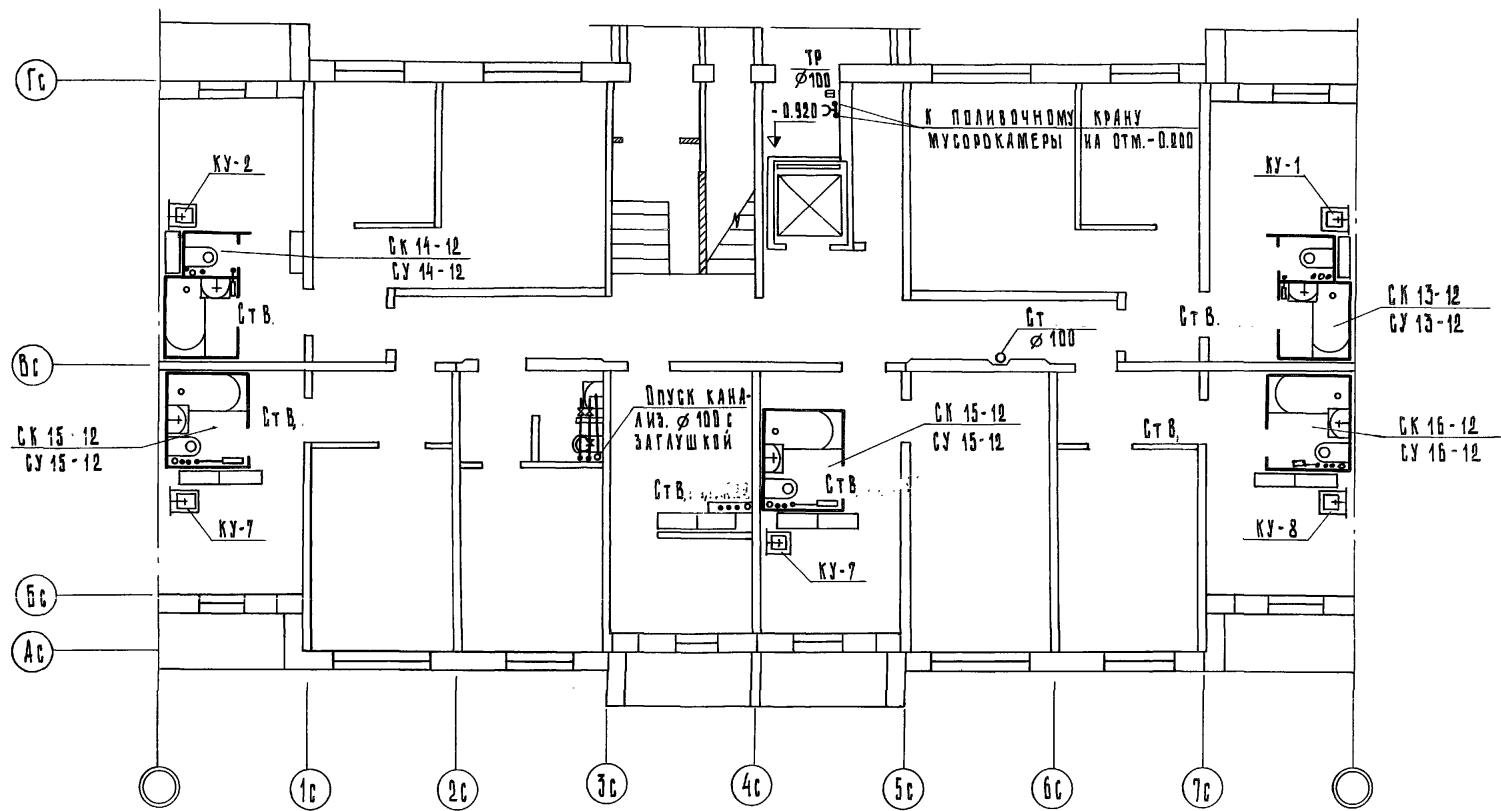 Гс
ТР
Ø100
-0.920
К ПОЛИВОЧНОМУ КРАНУ
МУСОРОКАМЕРЫ НА ОТМ.-0.200
КУ-2
КУ-1
СК 14-12
СУ 14-12
Ст В.
Ст
Ø 100
Ст В.
СК 13-12
СУ 13-12
Вс
СК 15-12
СУ 15-12
Ст В.
ОПУСК КАНА-
ЛИЗ. Ø 100 С
ЗАГЛУШКОЙ
СК 15-12
СУ 15-12
Ст В,
СК 16-12
СУ 16-12
Ст В,
Ст В
КУ-7
КУ-7
КУ-8
Бс
Ас
1с
2с
3с
4с
5с
6с
7с